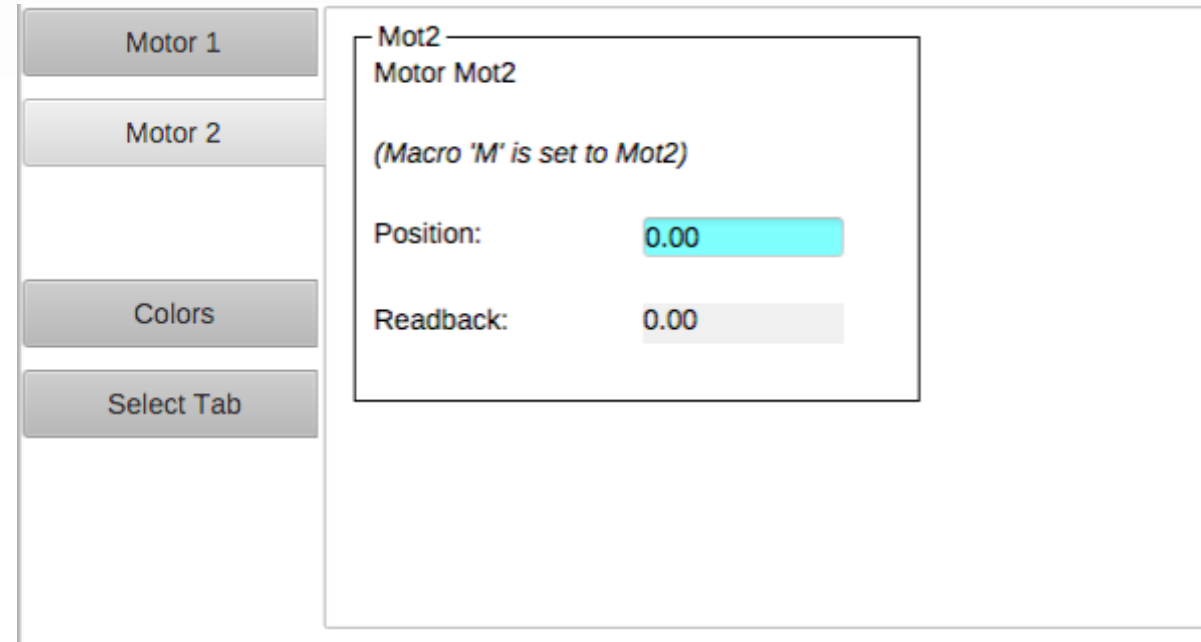 Motor 1
Motor 2
Colors
Select Tab
Mot2
Motor Mot2
(Macro 'M' is set to Mot2)
Position: 0.00
Readback: 0.00